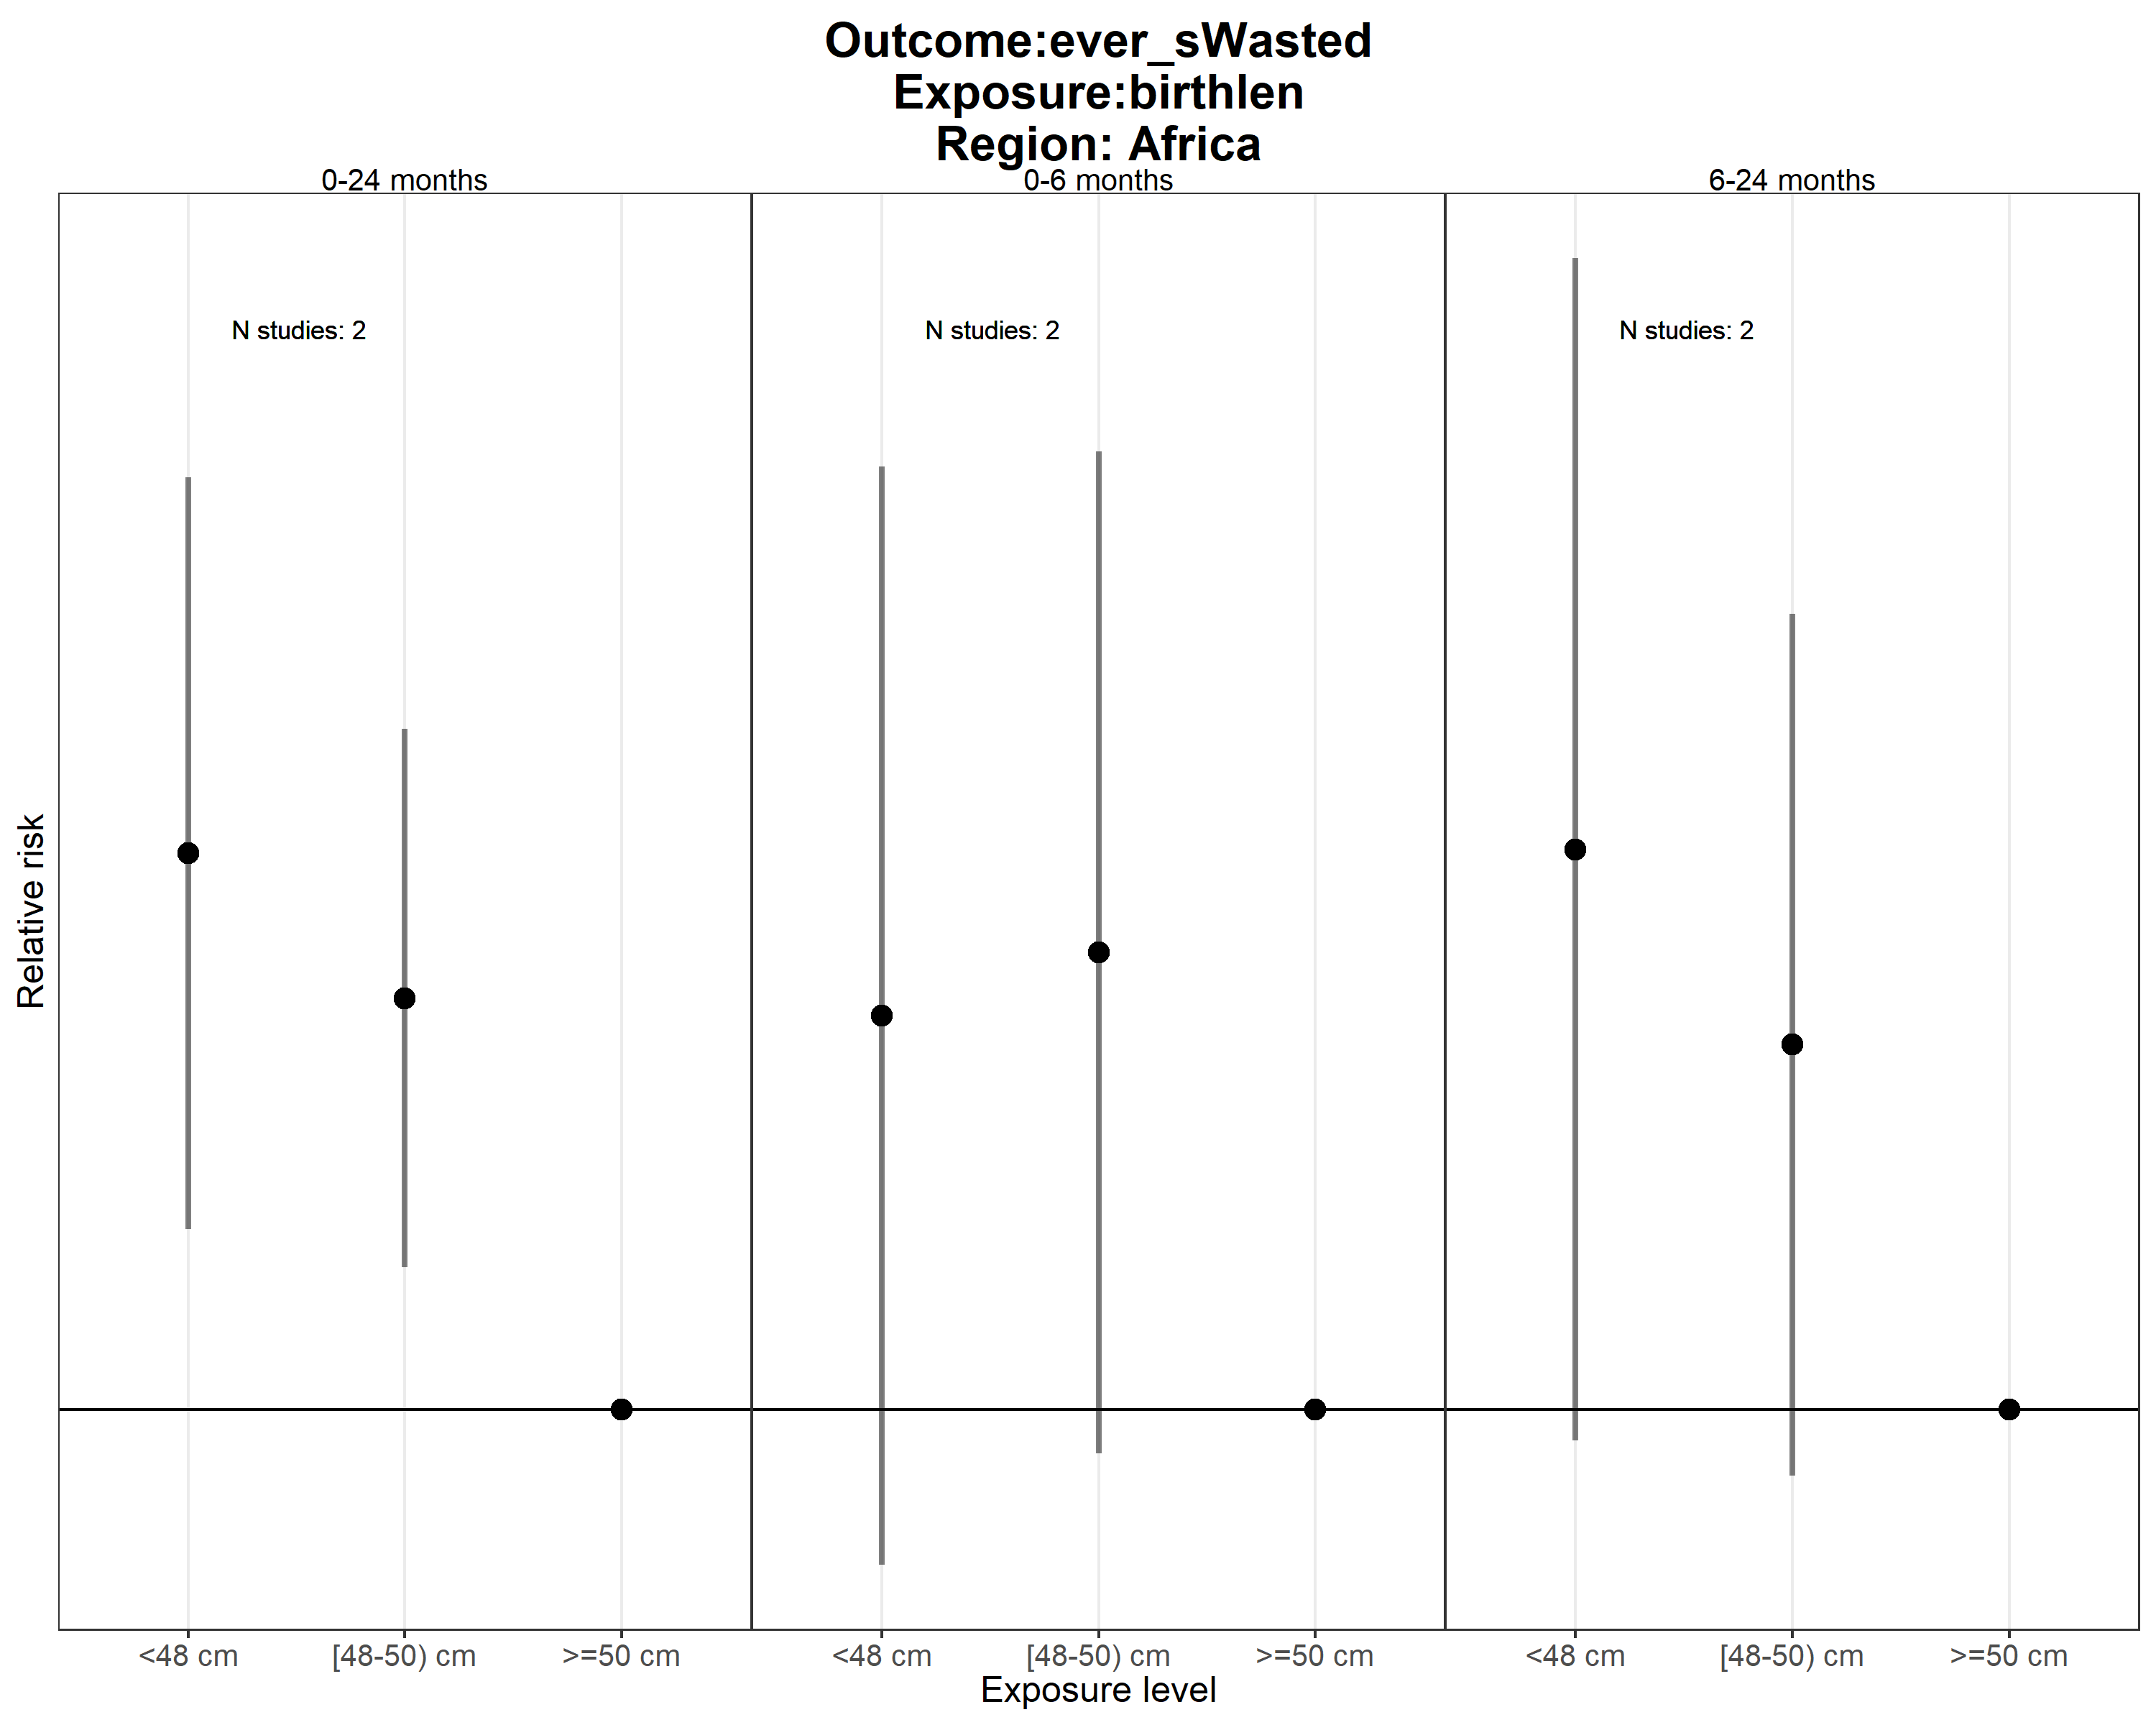 Outcome:ever_sWasted
Exposure:birthlen
Region: Africa
0-24 months
0-6 months
6-24 months
N studies: 2
N studies: 2
N studies: 2
Relative risk
<48 cm
[48-50) cm
>=50 cm
<48 cm
[48-50) cm
>=50 cm
<48 cm
[48-50) cm
>=50 cm
Exposure level